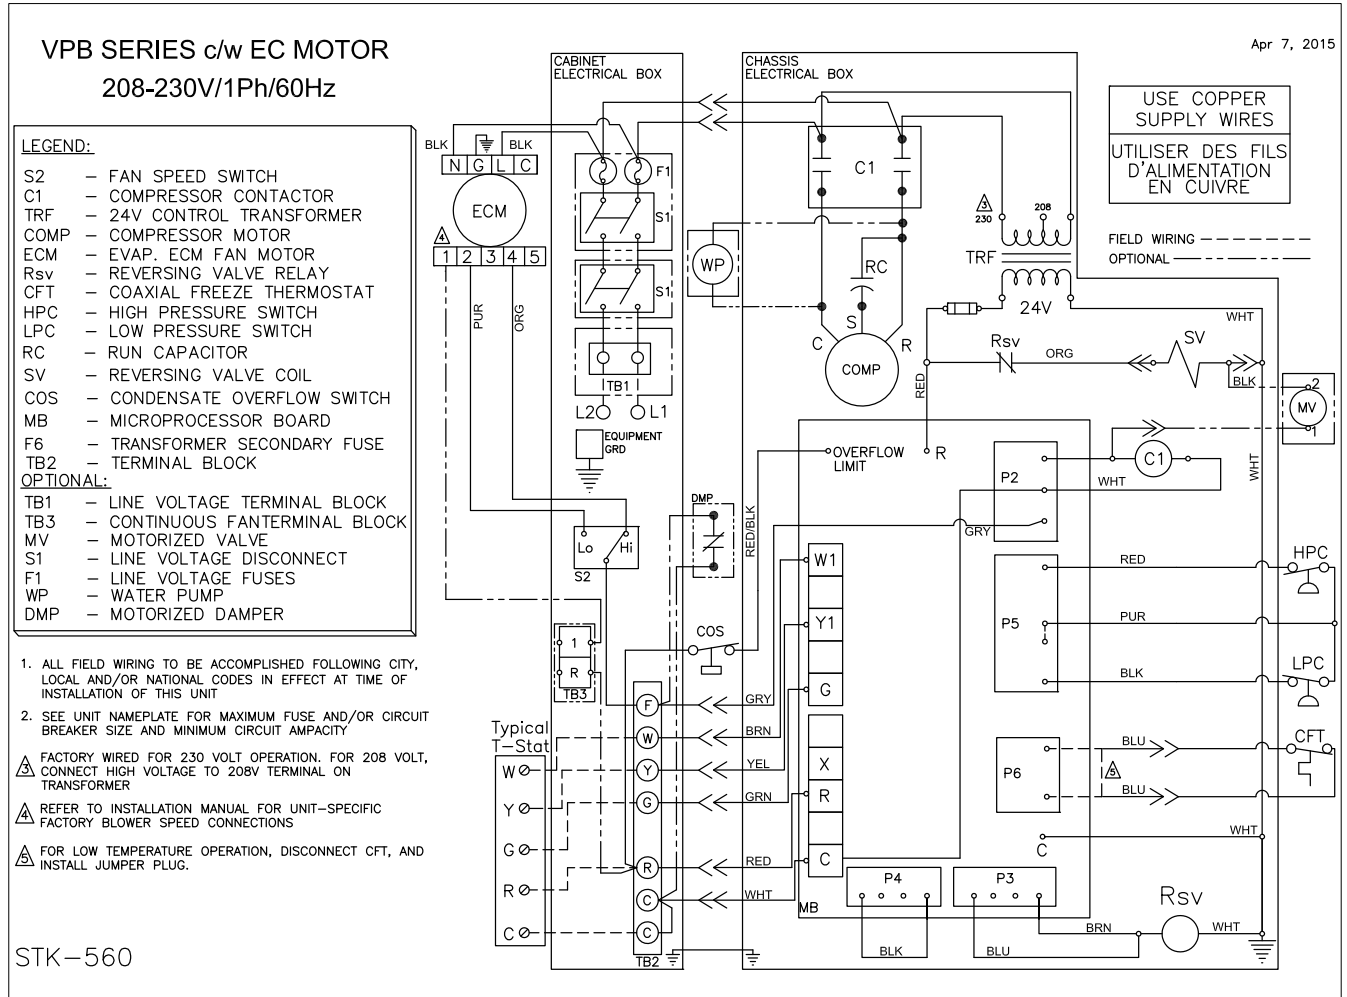 VPB SERIES c/w EC MOTOR
208-230V/1Ph/60Hz
Apr 7, 2015
USE COPPER
SUPPLY WIRES
UTILISER DES FILS
D'ALIMENTATION
EN CUIVRE
FIELD WIRING
OPTIONAL
LEGEND:
S2 – FAN SPEED SWITCH
C1 – COMPRESSOR CONTACTOR
TRF – 24V CONTROL TRANSFORMER
COMP – COMPRESSOR MOTOR
ECM – EVAP. ECM FAN MOTOR
Rsv – REVERSING VALVE RELAY
CFT – COAXIAL FREEZE THERMOSTAT
HPC – HIGH PRESSURE SWITCH
LPC – LOW PRESSURE SWITCH
RC – RUN CAPACITOR
SV – REVERSING VALVE COIL
COS – CONDENSATE OVERFLOW SWITCH
MB – MICROPROCESSOR BOARD
F6 – TRANSFORMER SECONDARY FUSE
TB2 – TERMINAL BLOCK
OPTIONAL:
TB1 – LINE VOLTAGE TERMINAL BLOCK
TB3 – CONTINUOUS FANTERMINAL BLOCK
MV – MOTORIZED VALVE
S1 – LINE VOLTAGE DISCONNECT
F1 – LINE VOLTAGE FUSES
WP – WATER PUMP
DMP – MOTORIZED DAMPER
1. ALL FIELD WIRING TO BE ACCOMPLISHED FOLLOWING CITY,
LOCAL AND/OR NATIONAL CODES IN EFFECT AT TIME OF
INSTALLATION OF THIS UNIT
2. SEE UNIT NAMEPLATE FOR MAXIMUM FUSE AND/OR CIRCUIT
BREAKER SIZE AND MINIMUM CIRCUIT AMPACITY
3 FACTORY WIRED FOR 230 VOLT OPERATION. FOR 208 VOLT,
CONNECT HIGH VOLTAGE TO 208V TERMINAL ON
TRANSFORMER
4 REFER TO INSTALLATION MANUAL FOR UNIT-SPECIFIC
FACTORY BLOWER SPEED CONNECTIONS
5 FOR LOW TEMPERATURE OPERATION, DISCONNECT CFT, AND
INSTALL JUMPER PLUG.
STK-560
CABINET
ELECTRICAL BOX
CHASSIS
ELECTRICAL BOX
BLK
BLK
N G L C
ECM
4
1 2 3 4 5
PUR
ORG
F1
S1
S1
TB1
L2
L1
EQUIPMENT
GRD
Lo
Hi
S2
1
R
TB3
Typical
T-Stat
W
Y
G
R
C
F
W
Y
G
R
C
C
TB2
DMP
COS
RED/BLK
GRY
BRN
YEL
GRN
RED
WHT
WP
C1
RC
S
C
R
COMP
3
230
208
TRF
24V
WHT
RED
Rsv
ORG
SV
BLK
2
MV
1
OVERFLOW
LIMIT
R
P2
C1
WHT
WHT
GRY
W1
Y1
G
X
R
C
MB
P5
RED
HPC
PUR
BLK
LPC
P6
5
BLU
BLU
CFT
C
WHT
P4
P3
BLK
BLU
BRN
Rsv
WHT